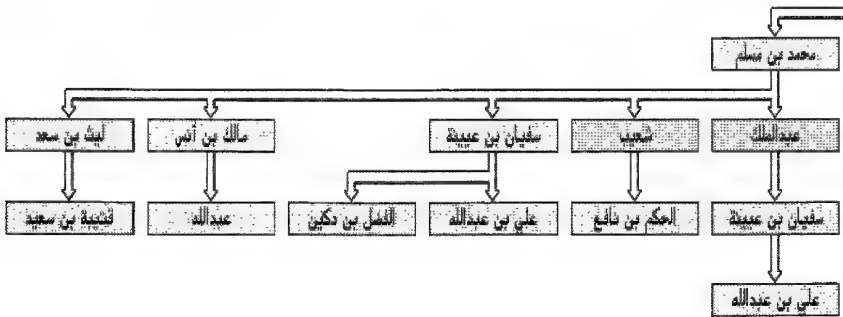 محمد بن مسلم
عبدالملك
شعيب
سفيان بن عيينة
مالك بن أنس
ليث بن سعد
سفيان بن عيينة
الحكم بن نافع
علي بن عبدالله
الفضل بن دكين
عبدالله
قتيبة بن سعيد
علي بن عبدالله